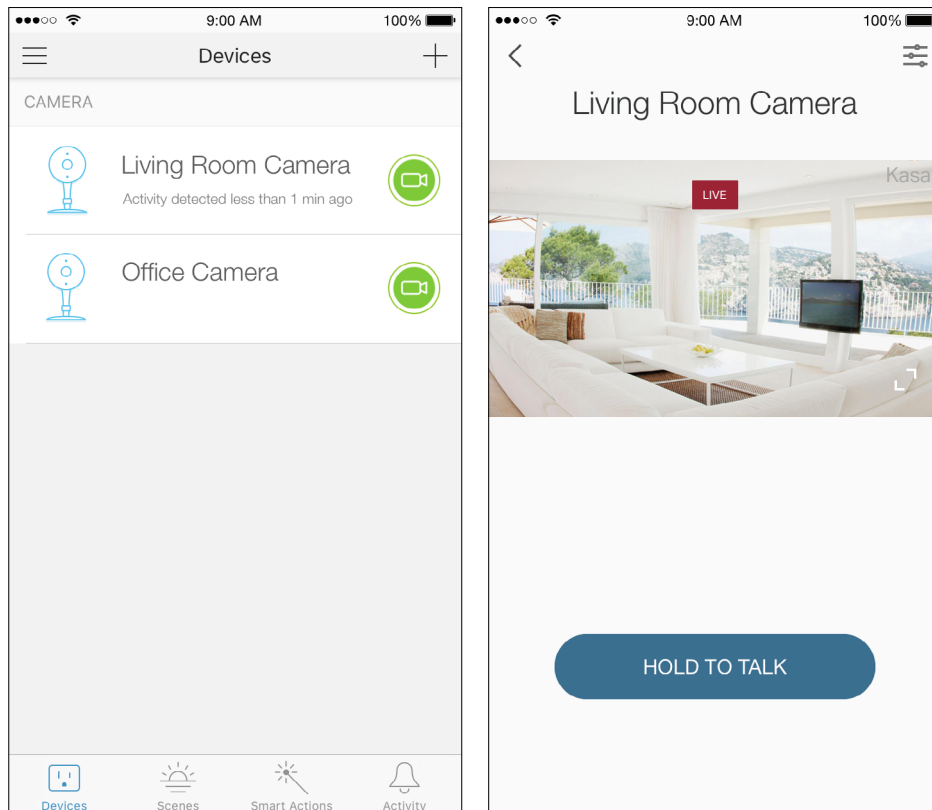 9:00 AM
100%
Devices
CAMERA
Living Room Camera
Activity detected less than 1 min ago
Office Camera
Devices
Scenes
Smart Actions
Activity
9:00 AM
100%
Living Room Camera
Kasa
LIVE
HOLD TO TALK